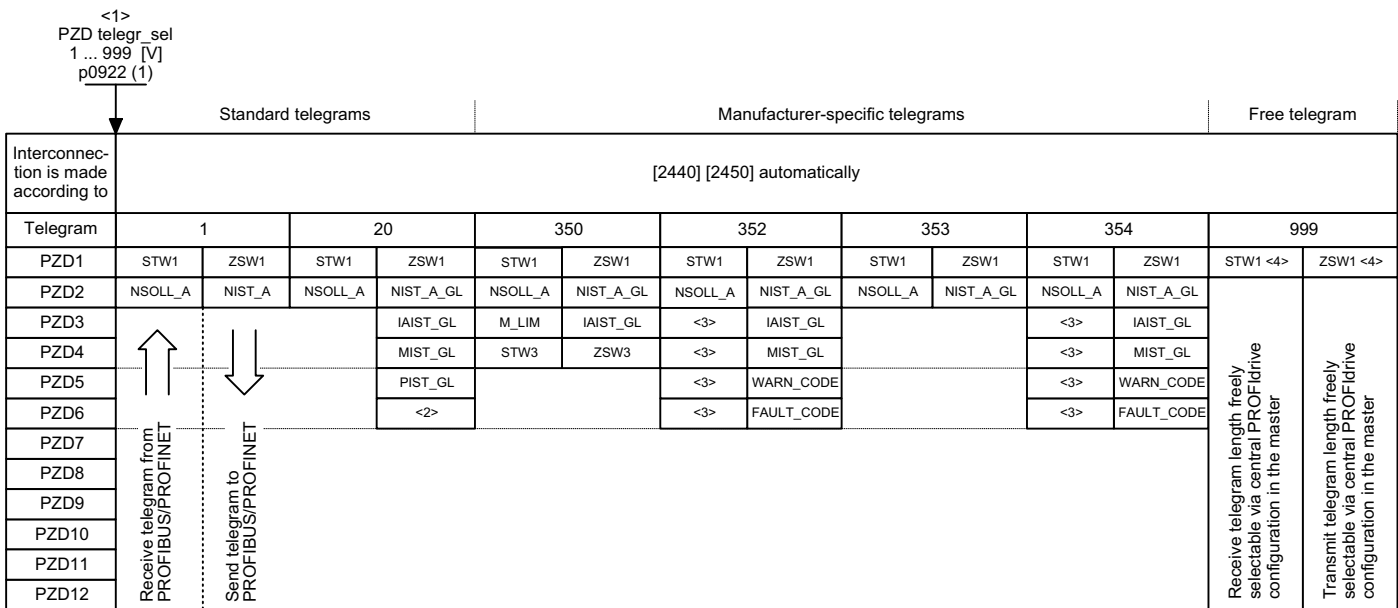 <1>
PZD telegr_sel
1 ... 999 [V]
p0922 (1)
Standard telegrams
Manufacturer-specific telegrams
Free telegram
Interconnec-
tion is made
according to
[2440] [2450] automatically
Telegram 1 20 350 352 353 354 999
PZD1 STW1 ZSW1 STW1 ZSW1 STW1 ZSW1 STW1 ZSW1 STW1 ZSW1 STW1 ZSW1 STW1 <4> ZSW1 <4>
PZD2 NSOLL_A NIST_A NSOLL_A NIST_A_GL NSOLL_A NIST_A_GL NSOLL_A NIST_A_GL NSOLL_A NIST_A_GL NSOLL_A NIST_A_GL
PZD3 IAIST_GL M_LIM IAIST_GL <3> IAIST_GL <3> IAIST_GL
PZD4 MIST_GL STW3 ZSW3 <3> MIST_GL <3> MIST_GL
PZD5 PIST_GL <3> WARN_CODE <3> WARN_CODE
PZD6 <2> <3> FAULT_CODE <3> FAULT_CODE
PZD7
PZD8
PZD9
PZD10
PZD11
PZD12
Receive telegram from
PROFIBUS/PROFINET
Send telegram to
PROFIBUS/PROFINET
Receive telegram length freely
selectable via central PROFIdrive
configuration in the master
Transmit telegram length freely
selectable via central PROFIdrive
configuration in the master